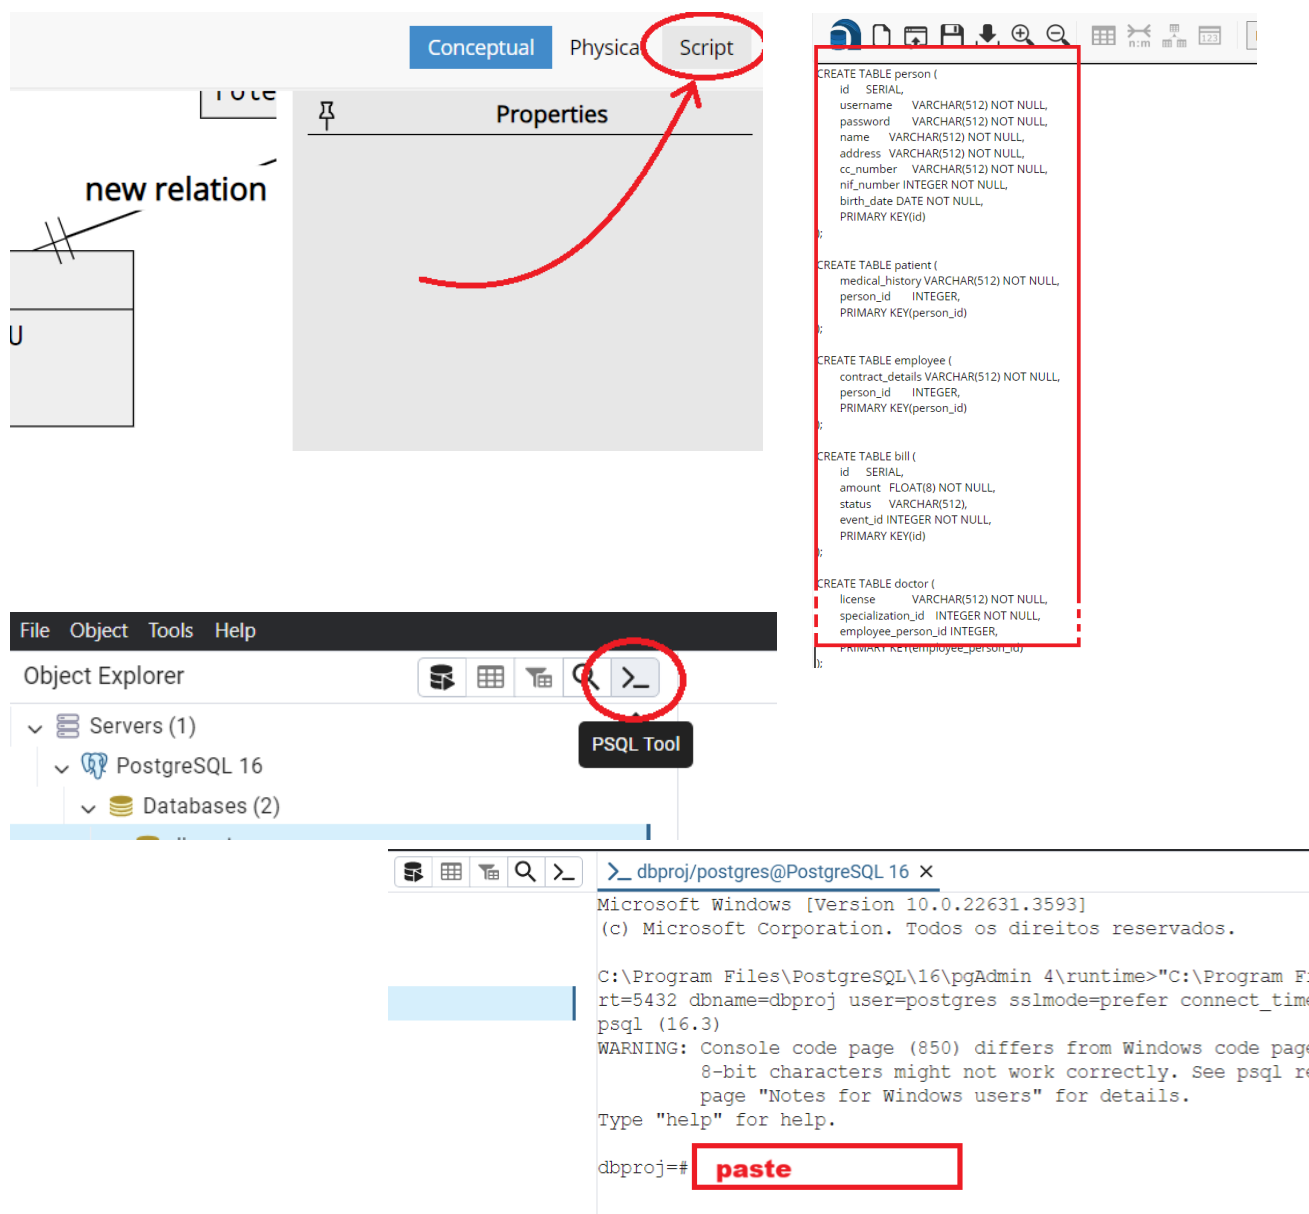 Conceptual Physica Script
Properties
new relation
U
n:m
123
CREATE TABLE person (
id SERIAL,
username VARCHAR(512) NOT NULL,
password VARCHAR(512) NOT NULL,
name VARCHAR(512) NOT NULL,
address VARCHAR(512) NOT NULL,
cc_number VARCHAR(512) NOT NULL,
nif_number INTEGER NOT NULL,
birth_date DATE NOT NULL,
PRIMARY KEY(id)
);
CREATE TABLE patient (
medical_history VARCHAR(512) NOT NULL,
person_id INTEGER,
PRIMARY KEY(person_id)
);
CREATE TABLE employee (
contract_details VARCHAR(512) NOT NULL,
person_id INTEGER,
PRIMARY KEY(person_id)
);
CREATE TABLE bill (
id SERIAL,
amount FLOAT(8) NOT NULL,
status VARCHAR(512),
event_id INTEGER NOT NULL,
PRIMARY KEY(id)
);
CREATE TABLE doctor (
license VARCHAR(512) NOT NULL,
specialization_id INTEGER NOT NULL,
employee_person_id INTEGER,
PRIMARY KEY(employee_person_id)
);
File Object Tools Help
Object Explorer
PSQL Tool
Servers (1)
PostgreSQL 16
Databases (2)
dbproj/postgres@PostgreSQL 16
Microsoft Windows [Version 10.0.22631.3593]
(c) Microsoft Corporation. Todos os direitos reservados.
C:\Program Files\PostgreSQL\16\pgAdmin 4\runtime>"C:\Program Fi
rt=5432 dbname=dbproj user=postgres sslmode=prefer connect_time
psql (16.3)
WARNING: Console code page (850) differs from Windows code page
8-bit characters might not work correctly. See psql re
page "Notes for Windows users" for details.
Type "help" for help.
dbproj=# paste